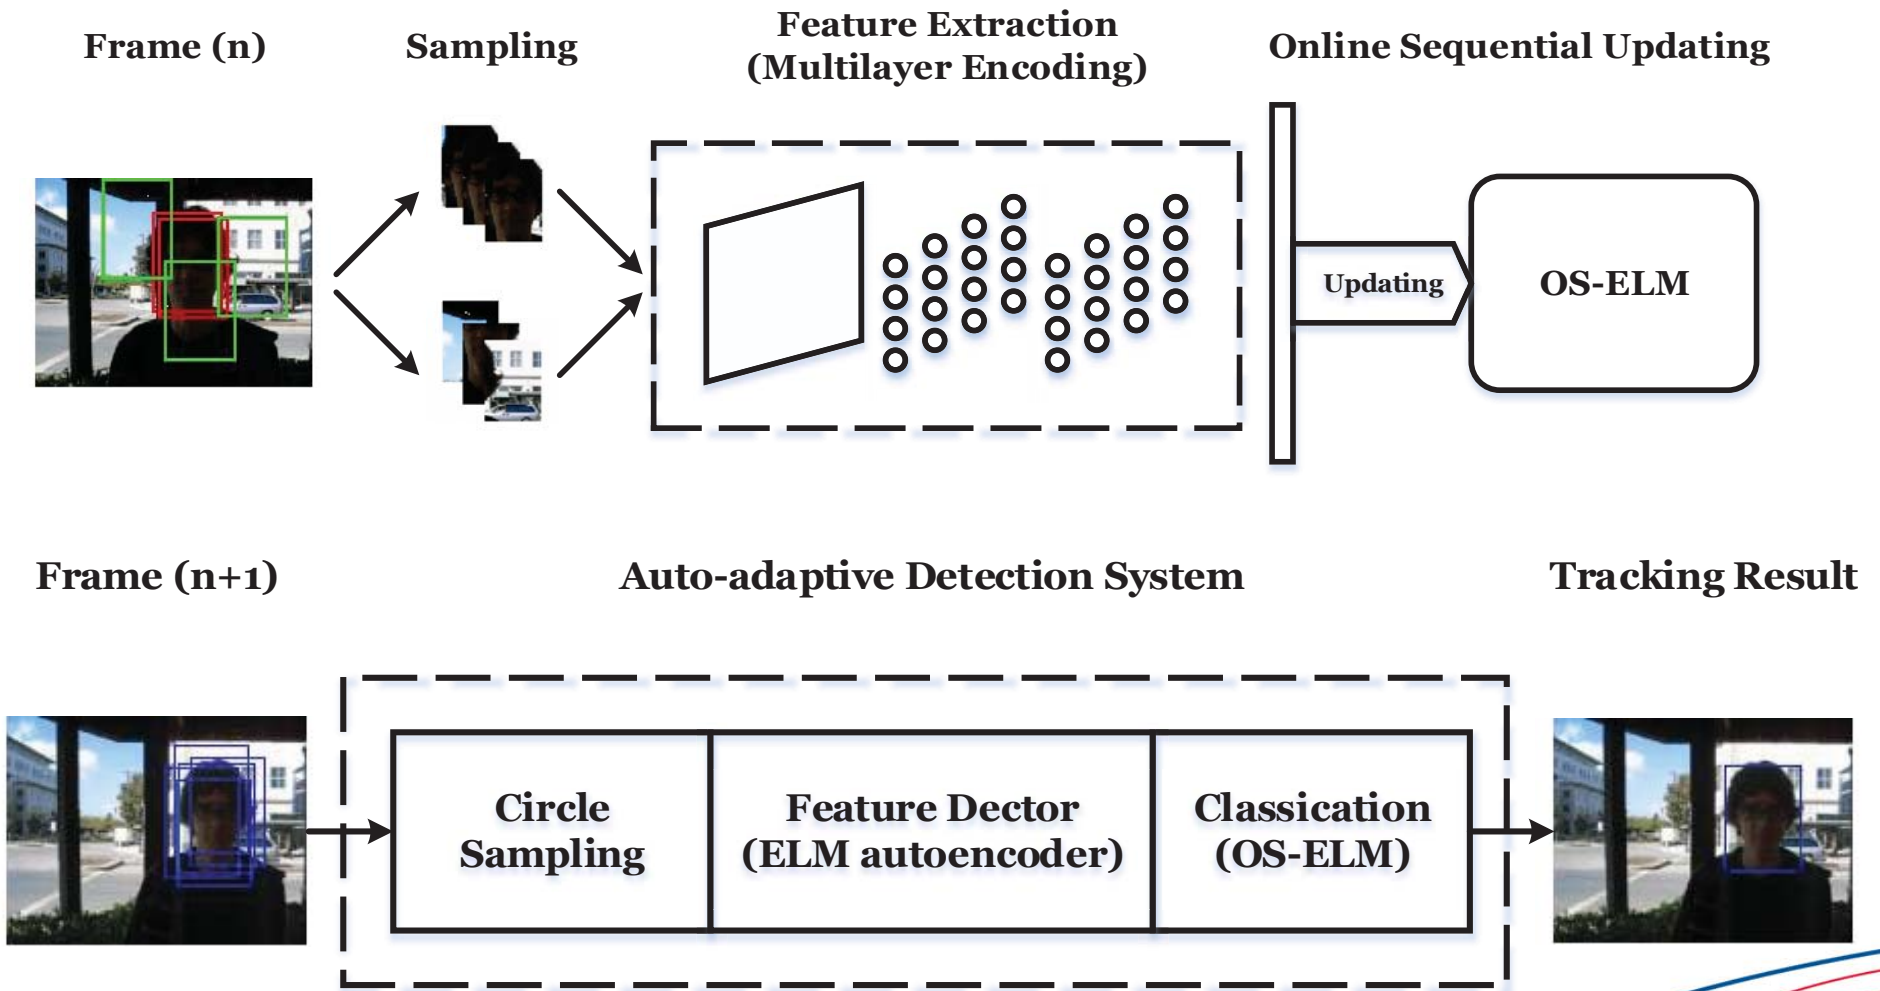 Frame (n)
Sampling
Feature Extraction
(Multilayer Encoding)
Online Sequential Updating
Updating
OS-ELM
Frame (n+1)
Auto-adaptive Detection System
Tracking Result
Circle
Sampling
Feature Dector
(ELM autoencoder)
Classication
(OS-ELM)